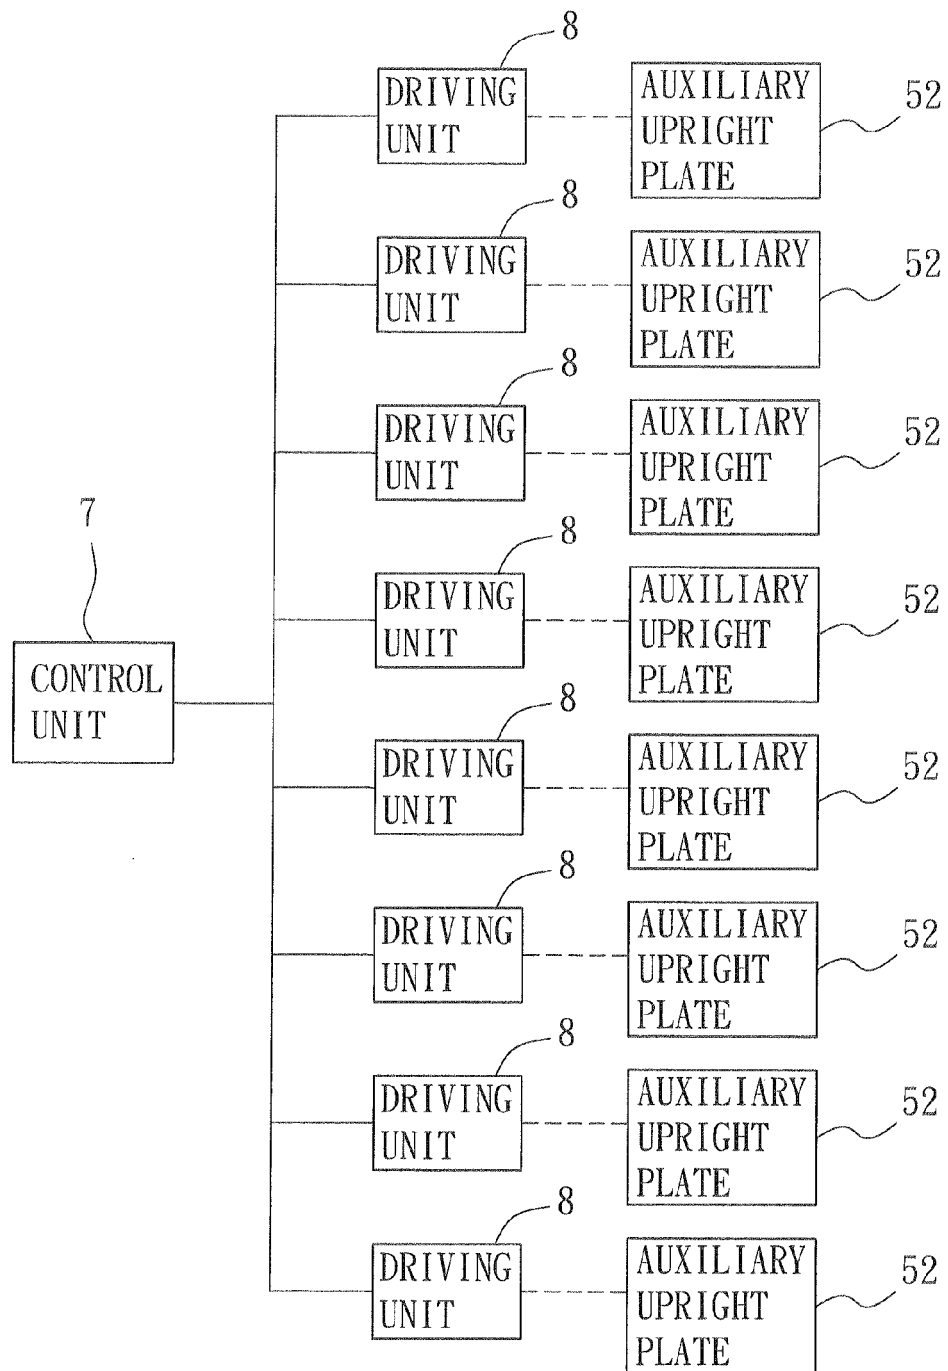 8
DRIVING
UNIT
AUXILIARY
UPRIGHT
PLATE
52
8
DRIVING
UNIT
AUXILIARY
UPRIGHT
PLATE
52
8
DRIVING
UNIT
AUXILIARY
UPRIGHT
PLATE
52
7
CONTROL
UNIT
8
DRIVING
UNIT
AUXILIARY
UPRIGHT
PLATE
52
8
DRIVING
UNIT
AUXILIARY
UPRIGHT
PLATE
52
8
DRIVING
UNIT
AUXILIARY
UPRIGHT
PLATE
52
8
DRIVING
UNIT
AUXILIARY
UPRIGHT
PLATE
52
8
DRIVING
UNIT
AUXILIARY
UPRIGHT
PLATE
52